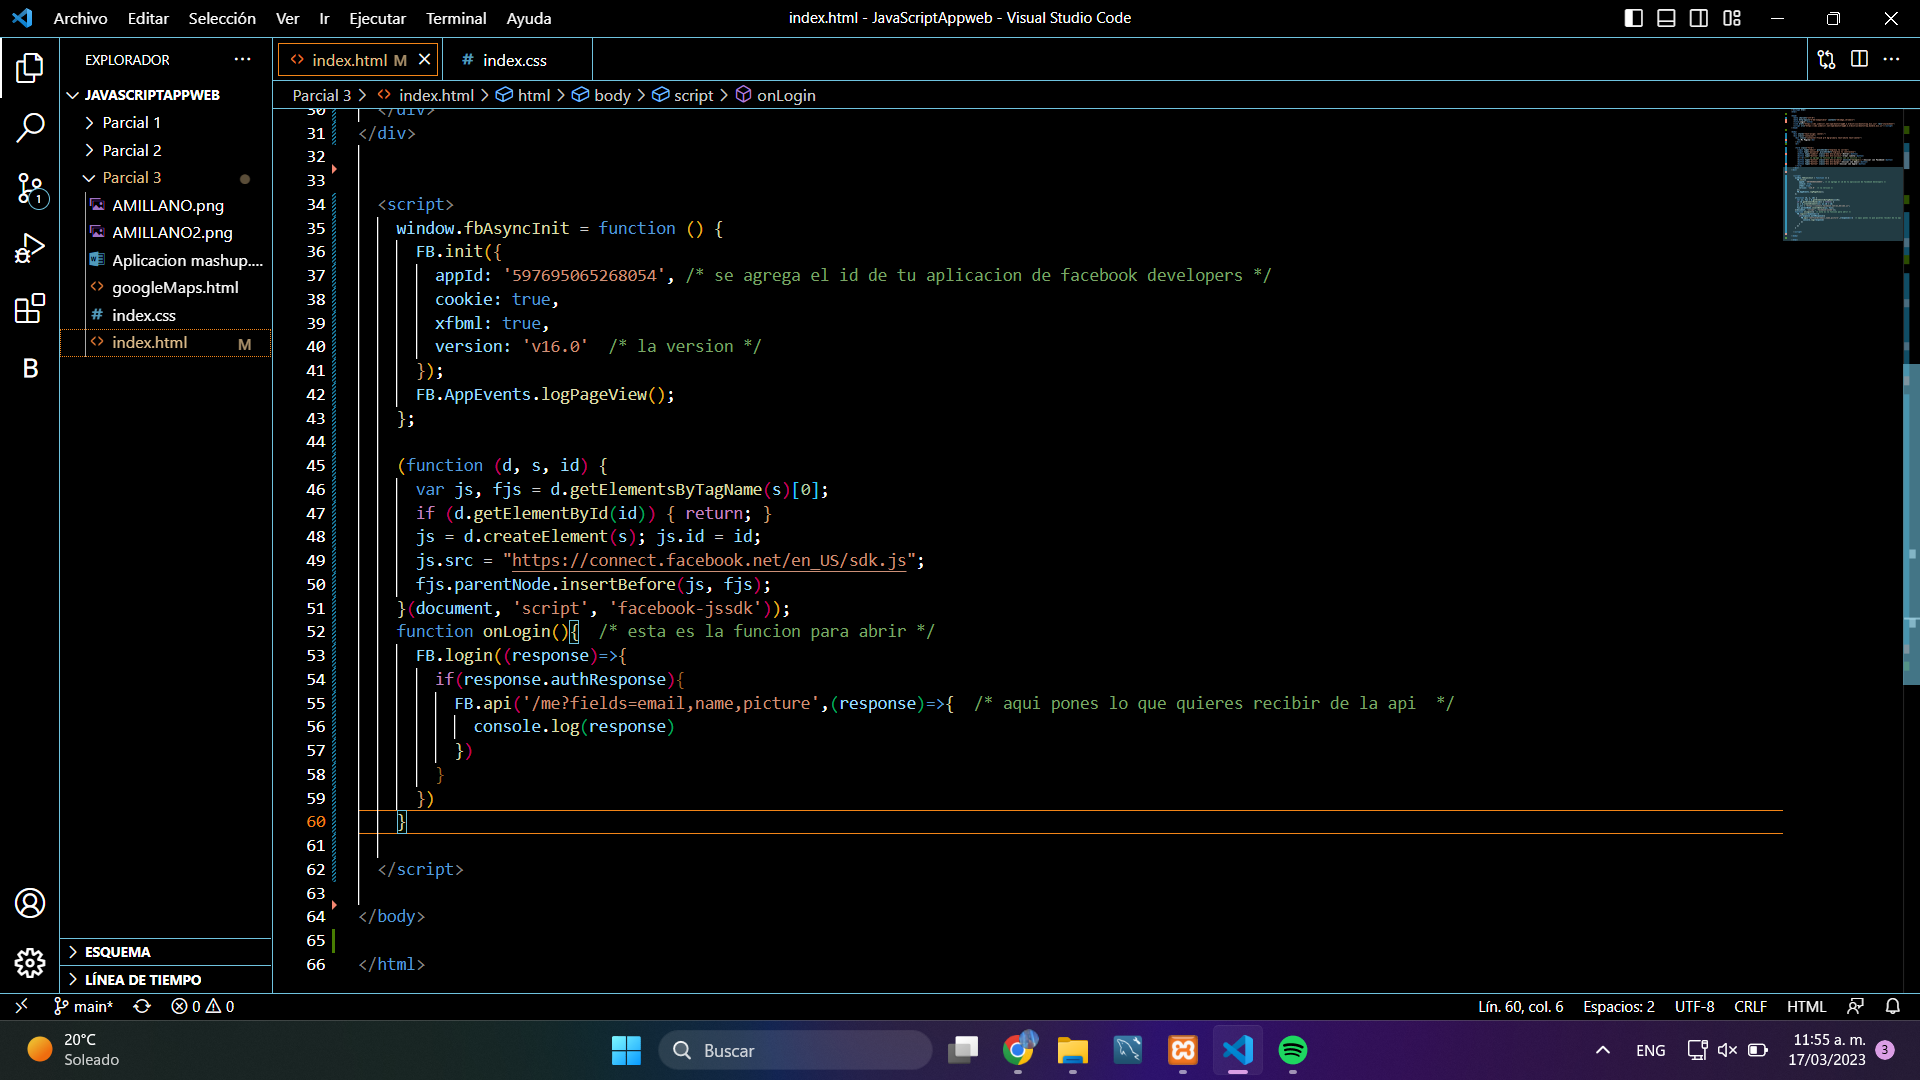 Archivo Editar Selección Ver Ir Ejecutar Terminal Ayuda
index.html - JavaScriptAppweb - Visual Studio Code
EXPLORADOR ···
JAVASCRIPTAPPWEB
Parcial 1
Parcial 2
Parcial 3
AMILLANO.png
AMILLANO2.png
Aplicacion mashup....
googleMaps.html
index.css
index.html M
B
1
ESQUEMA
LÍNEA DE TIEMPO
index.html M
# index.css
Parcial 3 > index.html > html > body > script > onLogin
30 </div>
31 </div>
32
33
34 <script>
35 window.fbAsyncInit = function () {
36 FB.init({
37 appId: '597695065268054', /* se agrega el id de tu aplicacion de facebook developers */
38 cookie: true,
39 xfbml: true,
40 version: 'v16.0'  /* la version */
41 });
42 FB.AppEvents.logPageView();
43 };
44
45 (function (d, s, id) {
46 var js, fjs = d.getElementsByTagName(s)[0];
47 if (d.getElementById(id)) { return; }
48 js = d.createElement(s); js.id = id;
49 js.src = "https://connect.facebook.net/en_US/sdk.js";
50 fjs.parentNode.insertBefore(js, fjs);
51 }(document, 'script', 'facebook-jssdk'));
52 function onLogin(){  /* esta es la funcion para abrir */
53 FB.login((response)=>{
54 if(response.authResponse){
55 FB.api('/me?fields=email,name,picture',(response)=>{  /* aqui pones lo que quieres recibir de la api  */
56 console.log(response)
57 })
58 }
59 })
60 }
61
62 </script>
63
64 </body>
65
66 </html>
main* 0 0
Lín. 60, col. 6 Espacios: 2 UTF-8 CRLF HTML
20°C
Soleado
Buscar
ENG
11:55 a. m.
17/03/2023
3